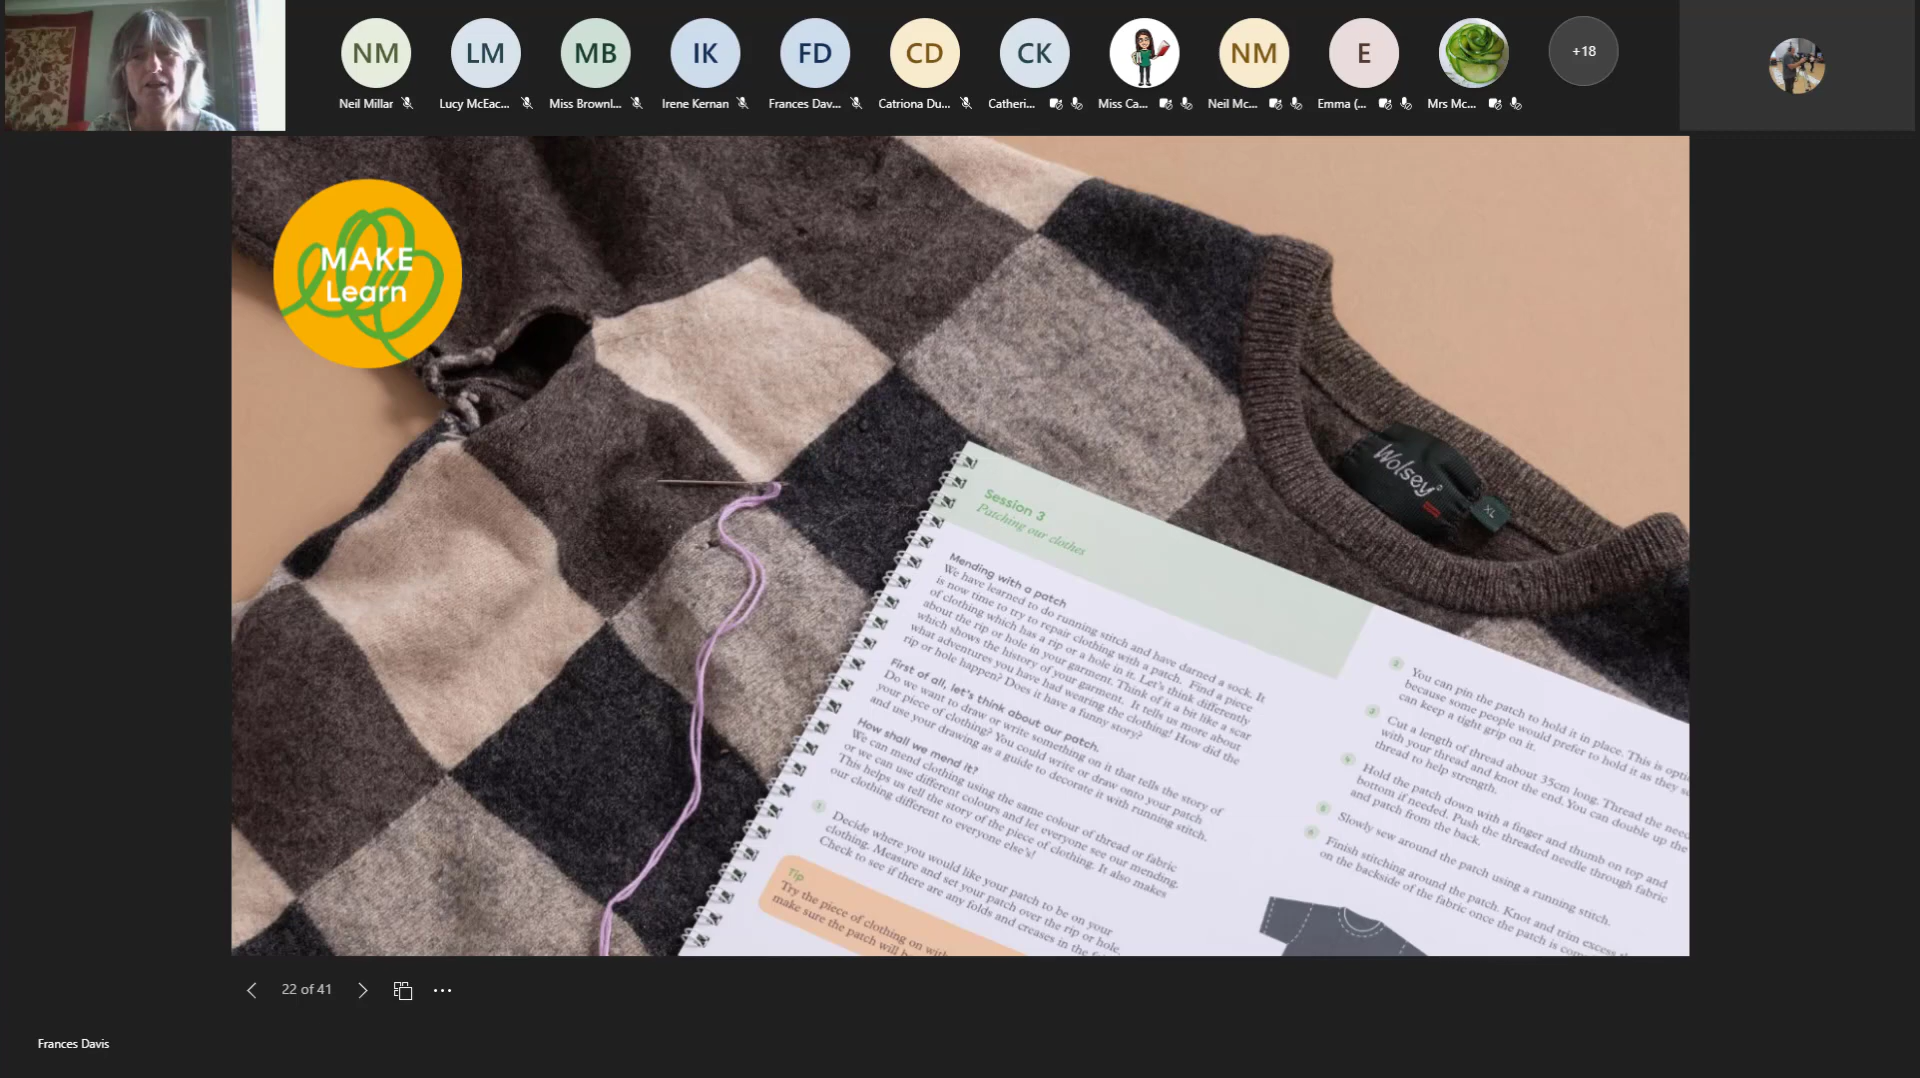 NM
LM
MB
IK
FD
CD
CK
NM
E
+18
Neil Millar
Lucy McEac...
Miss Brownl...
Irene Kernan
Frances Dav...
Catriona Du...
Catheri...
Miss Ca...
Neil Mc...
Emma (...
Mrs Mc...
MAKE
Learn
Wolsey
XL
Session 3
Patching our clothes
Mending with a patch
We have learned to do running stitch and have darned a sock. It
is now time to try to repair clothing with a patch. Find a piece
of clothing which has a rip or a hole in it. Let's think differently
about the rip or hole in your garment. Think of it a bit like a scar
which shows the history of your garment. It tells us more about
what adventures you have had wearing the clothing! How did the
rip or hole happen? Does it have a funny story?
First of all, let's think about our patch.
Do we want to draw or write something on it that tells the story of
your piece of clothing? You could write or draw onto your patch
and use your drawing as a guide to decorate it with running stitch.
How shall we mend it?
We can mend clothing using the same colour of thread or fabric
or we can use different colours and let everyone see our mending.
This helps us tell the story of the piece of clothing. It also makes
our clothing different to everyone else's!
1
Decide where you would like your patch to be on your
clothing. Measure and set your patch over the rip or hole.
Check to see if there are any folds and creases in the
Tip
Try the piece of clothing on
make sure the patch will
2
You can pin the patch to hold it in place. This is
because some people would prefer to hold it as they
can keep a tight grip on it.
3
Cut a length of thread about 35cm long. Thread the
with your thread and knot the end. You can double up the
thread to help strength.
4
Hold the patch down with a finger and thumb on top and
bottom if needed. Push the threaded needle through fabric
and patch from the back.
5
Slowly sew around the patch using a running stitch.
6
Finish stitching around the patch. Knot and trim excess
on the backside of the fabric once the patch is
22 of 41
Frances Davis